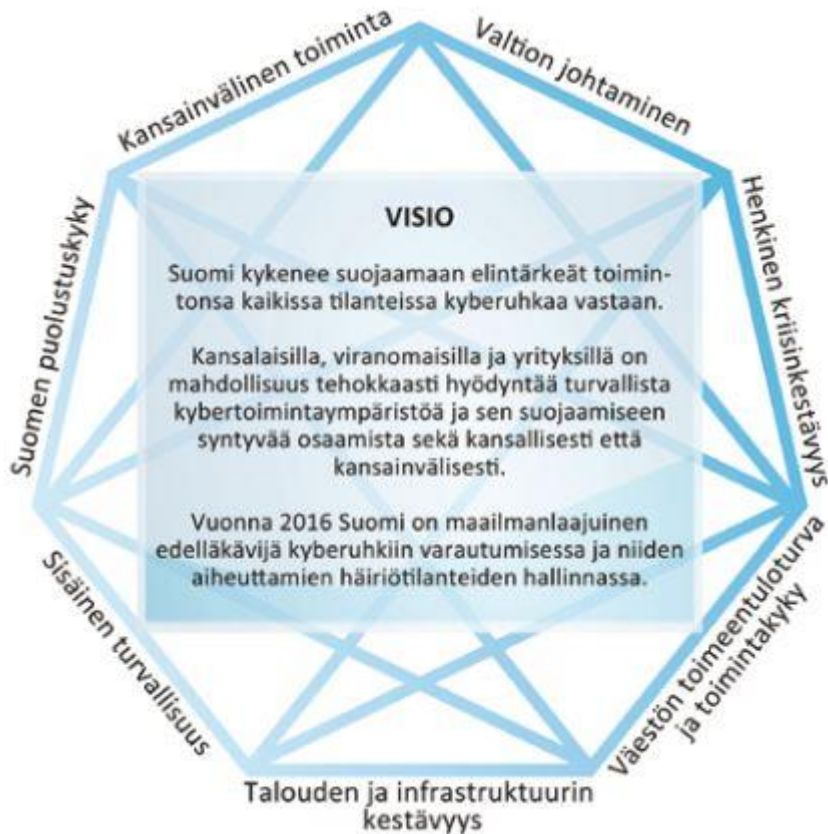 Kansainvälinen toiminta
Valtion johtaminen
Henkinen kriisinkestävyys
Suomen puolustuskyky
VISIO
Suomi kykenee suojaamaan elintärkeät toimin-
tonsa kaikissa tilanteissa kyberuhkaa vastaan.
Kansalaisilla, viranomaisilla ja yrityksillä on
mahdollisuus tehokkaasti hyödyntää turvallista
kybertoimintaympäristöä ja sen suojaamiseen
syntyvää osaamista sekä kansallisesti että
kansainvälisesti.
Vuonna 2016 Suomi on maailmanlaajuinen
edelläkävijä kyberuhkiin varautumisessa ja niiden
aiheuttamien häiriötilanteiden hallinnassa.
Sisäinen turvallisuus
Väestön toimeentuloturva
ja toimintakyky
Talouden ja infrastruktuurin
kestävyys